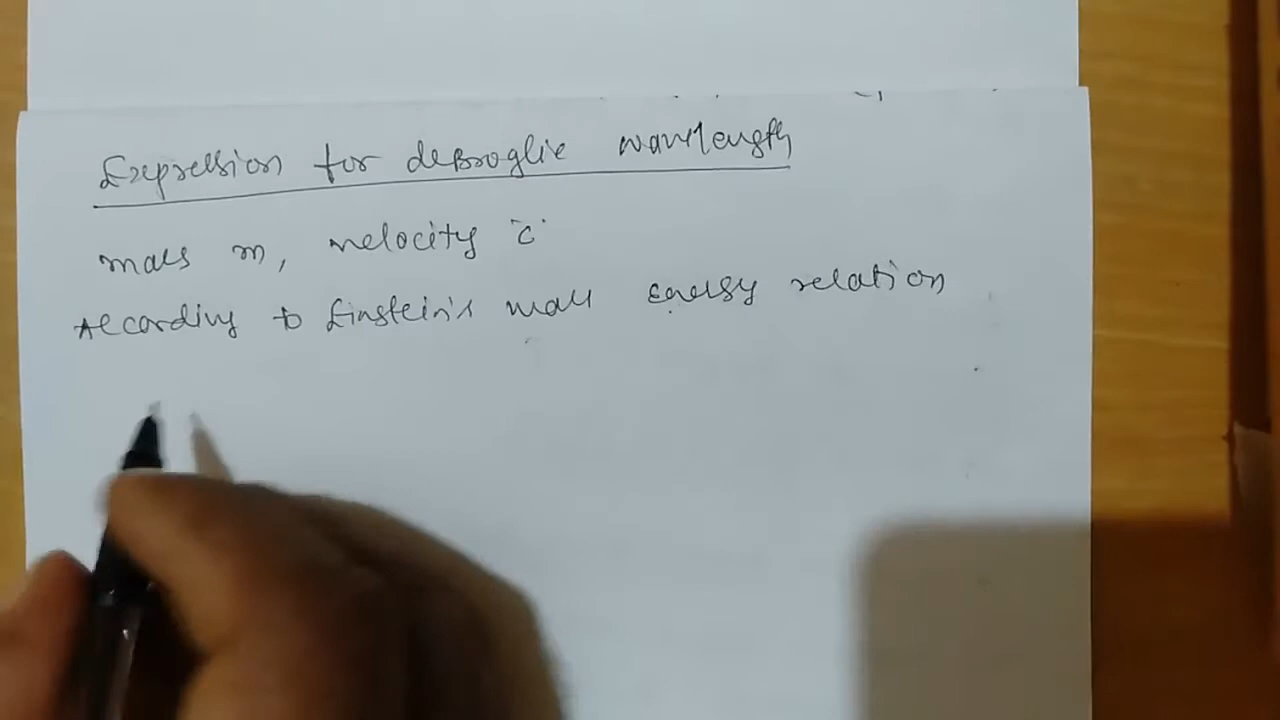 Expression for deBroglie wavelength
mass m, velocity 'c'
According to Einstein's mass energy relation